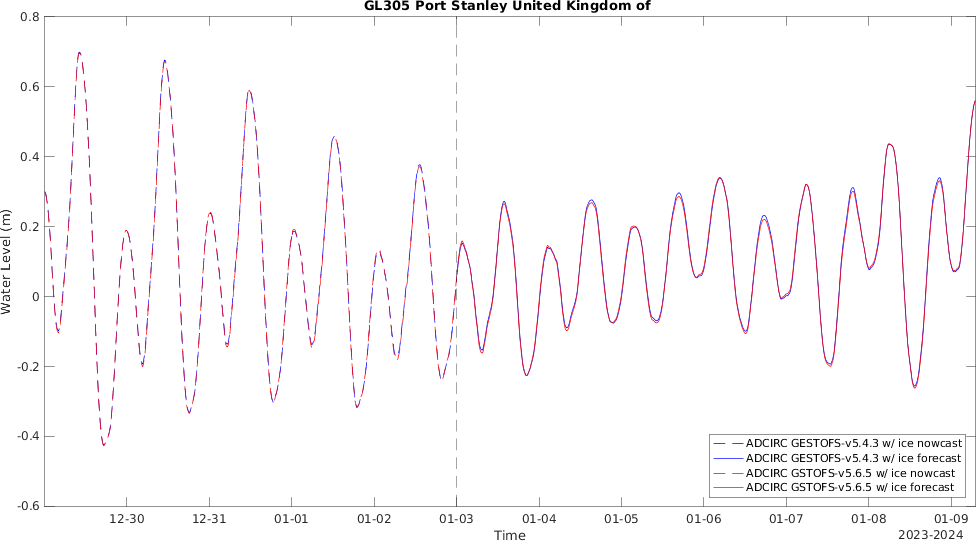 GL305 Port Stanley United Kingdom of
0.8
0.6
0.4
0.2
0
-0.2
-0.4
-0.6
Water Level (m)
ADCIRC GESTOFS-v5.4.3 w/ ice nowcast
ADCIRC GESTOFS-v5.4.3 w/ ice forecast
ADCIRC GSTOFS-v5.6.5 w/ ice nowcast
ADCIRC GSTOFS-v5.6.5 w/ ice forecast
12-30 12-31 01-01 01-02 01-03 01-04 01-05 01-06 01-07 01-08 01-09
Time
2023-2024